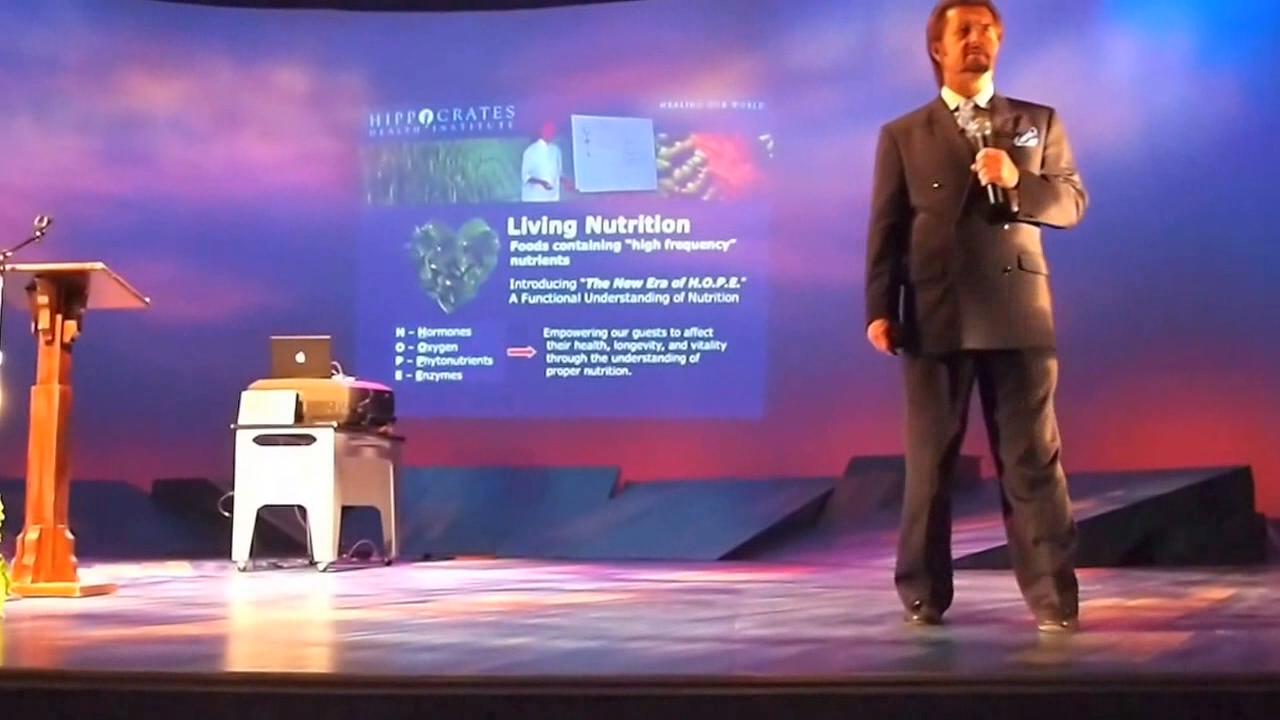 HIPPOCRATES
HEALTH INSTITUTE
HEALING OUR WORLD
Living Nutrition
Foods containing "high frequency"
nutrients
Introducing "The New Era of H.O.P.E."
A Functional Understanding of Nutrition
H - Hormones
O - Oxygen
P - Phytonutrients
E - Enzymes
Empowering our guests to affect
their health, longevity, and vitality
through the understanding of
proper nutrition.